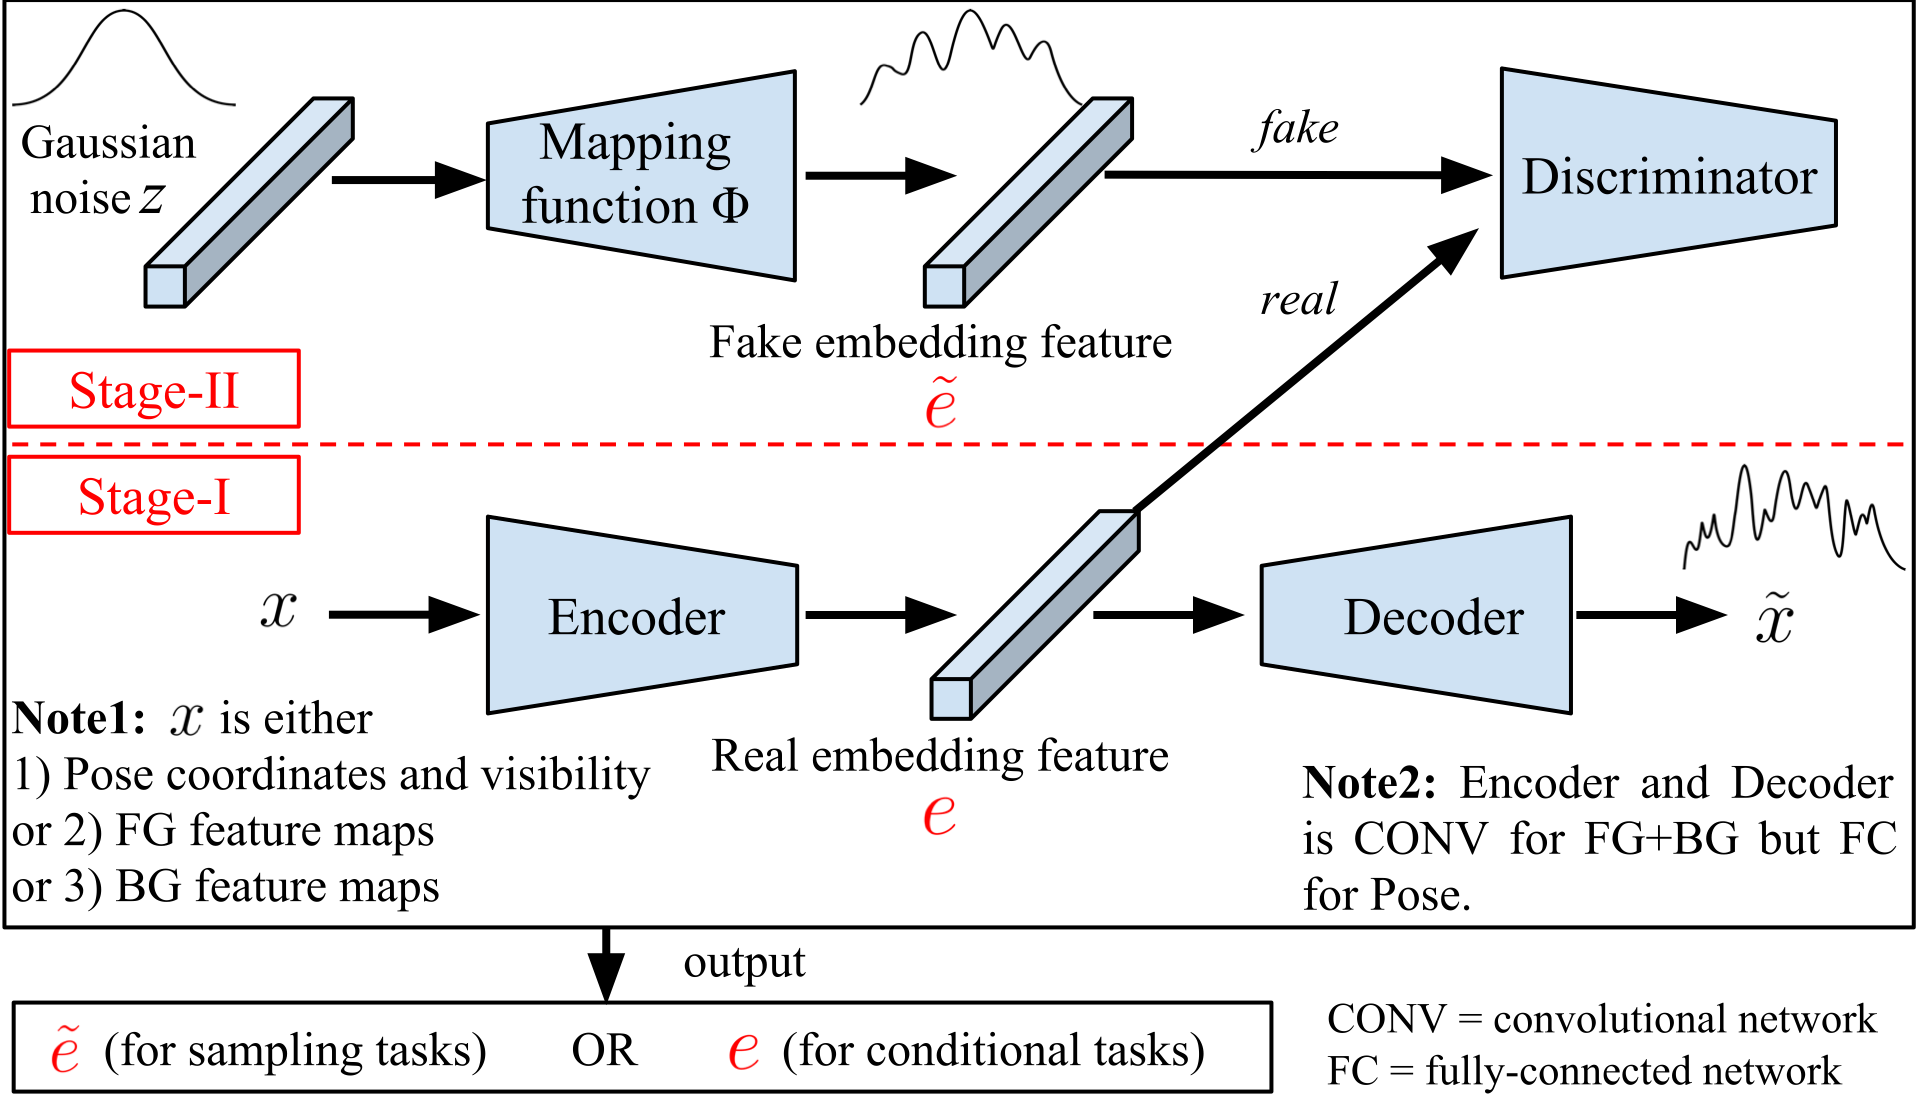 Gaussian
noise z
Mapping
function Φ
fake
Discriminator
real
Fake embedding feature
ẽ
Stage-II
Stage-I
x
Encoder
Decoder
x̃
Real embedding feature
e
Note1: x is either
1) Pose coordinates and visibility
or 2) FG feature maps
or 3) BG feature maps
Note2: Encoder and Decoder
is CONV for FG+BG but FC
for Pose.
output
ẽ (for sampling tasks) OR e (for conditional tasks)
CONV = convolutional network
FC = fully-connected network